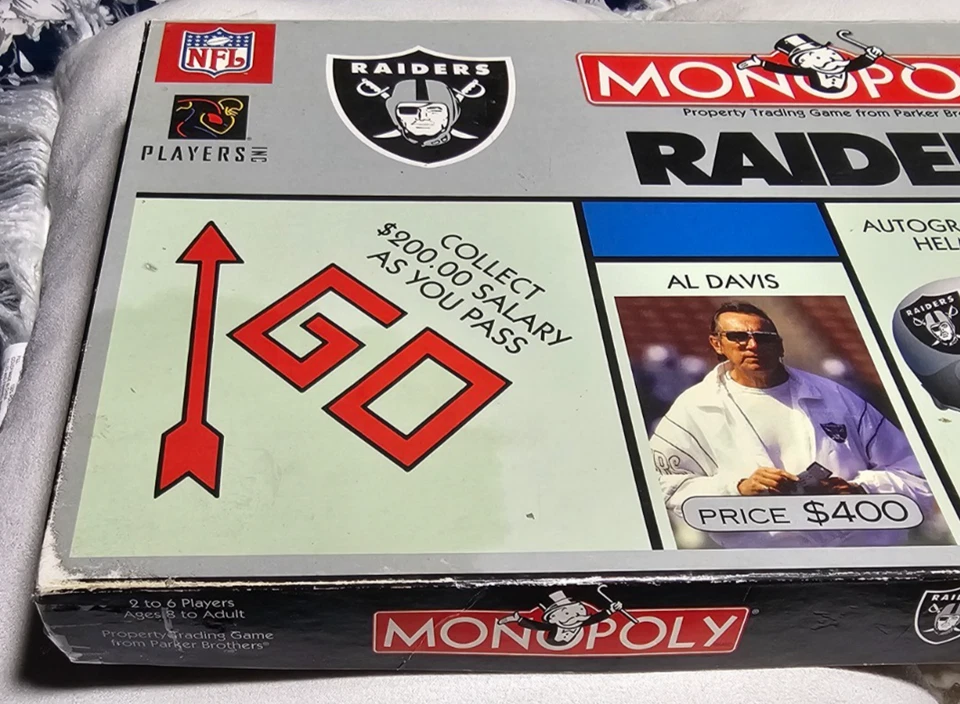 NFL
PLAYERS INC
RAIDERS
MONOPO
Property Trading Game from Parker Bro
RAIDE
COLLECT
$200.00 SALARY
AS YOU PASS
GO
AL DAVIS
PRICE $400
AUTOGR
HEL
RAIDERS
2 to 6 Players
Ages 8 to Adult
Property Trading Game
from Parker Brothers®
MONOPOLY®
RAI